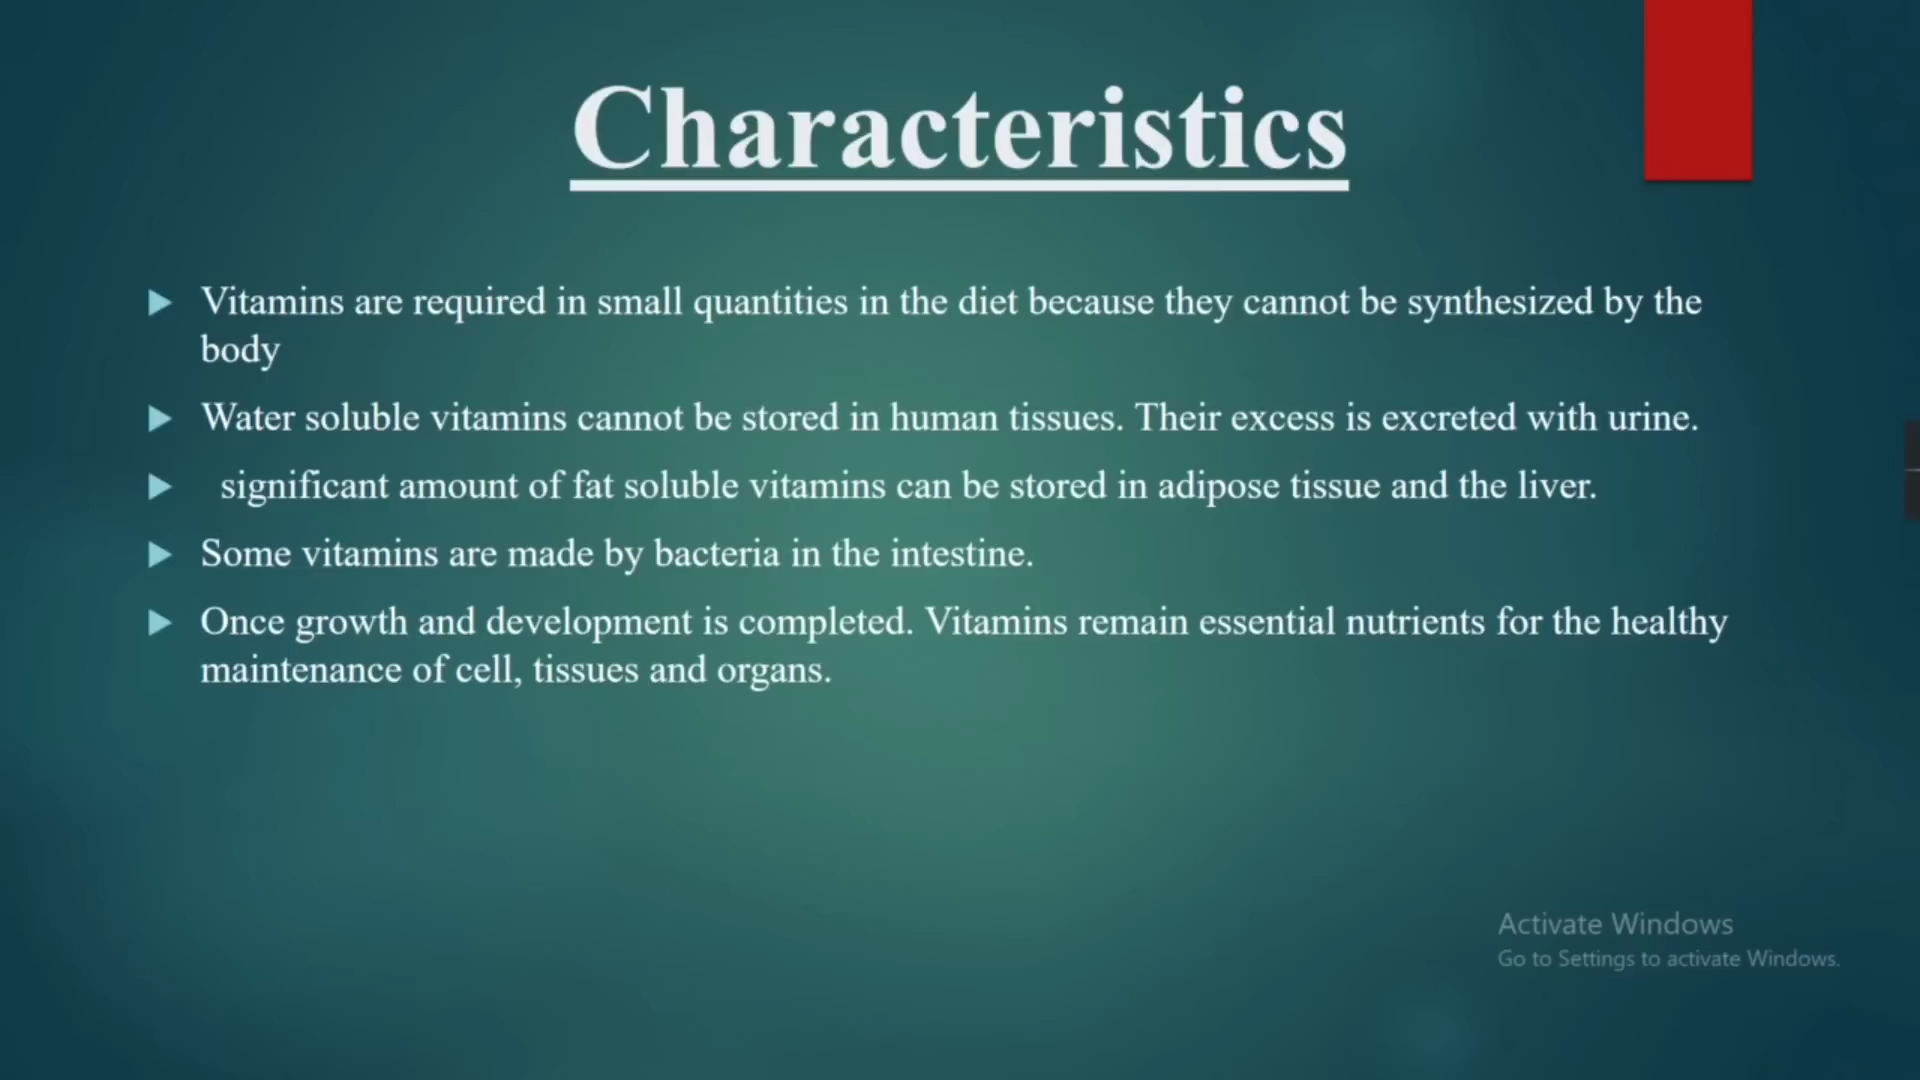 Characteristics
Vitamins are required in small quantities in the diet because they cannot be synthesized by the
body
Water soluble vitamins cannot be stored in human tissues. Their excess is excreted with urine.
significant amount of fat soluble vitamins can be stored in adipose tissue and the liver.
Some vitamins are made by bacteria in the intestine.
Once growth and development is completed. Vitamins remain essential nutrients for the healthy
maintenance of cell, tissues and organs.
Activate Windows
Go to Settings to activate Windows.